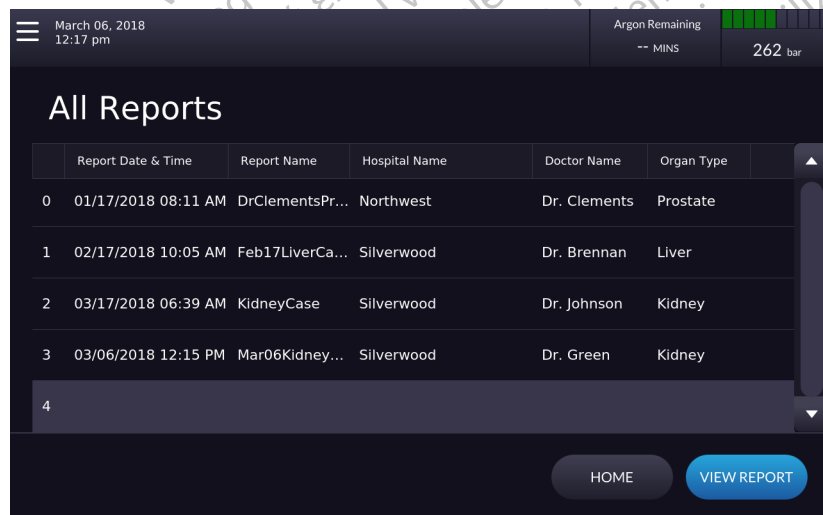 March 06, 2018
12:17 pm
Argon Remaining
-- MINS
262 bar
All Reports
Report Date & Time Report Name Hospital Name Doctor Name Organ Type
0 01/17/2018 08:11 AM DrClementsPr... Northwest Dr. Clements Prostate
1 02/17/2018 10:05 AM Feb17LiverCa... Silverwood Dr. Brennan Liver
2 03/17/2018 06:39 AM KidneyCase Silverwood Dr. Johnson Kidney
3 03/06/2018 12:15 PM Mar06Kidney... Silverwood Dr. Green Kidney
4
HOME VIEW REPORT